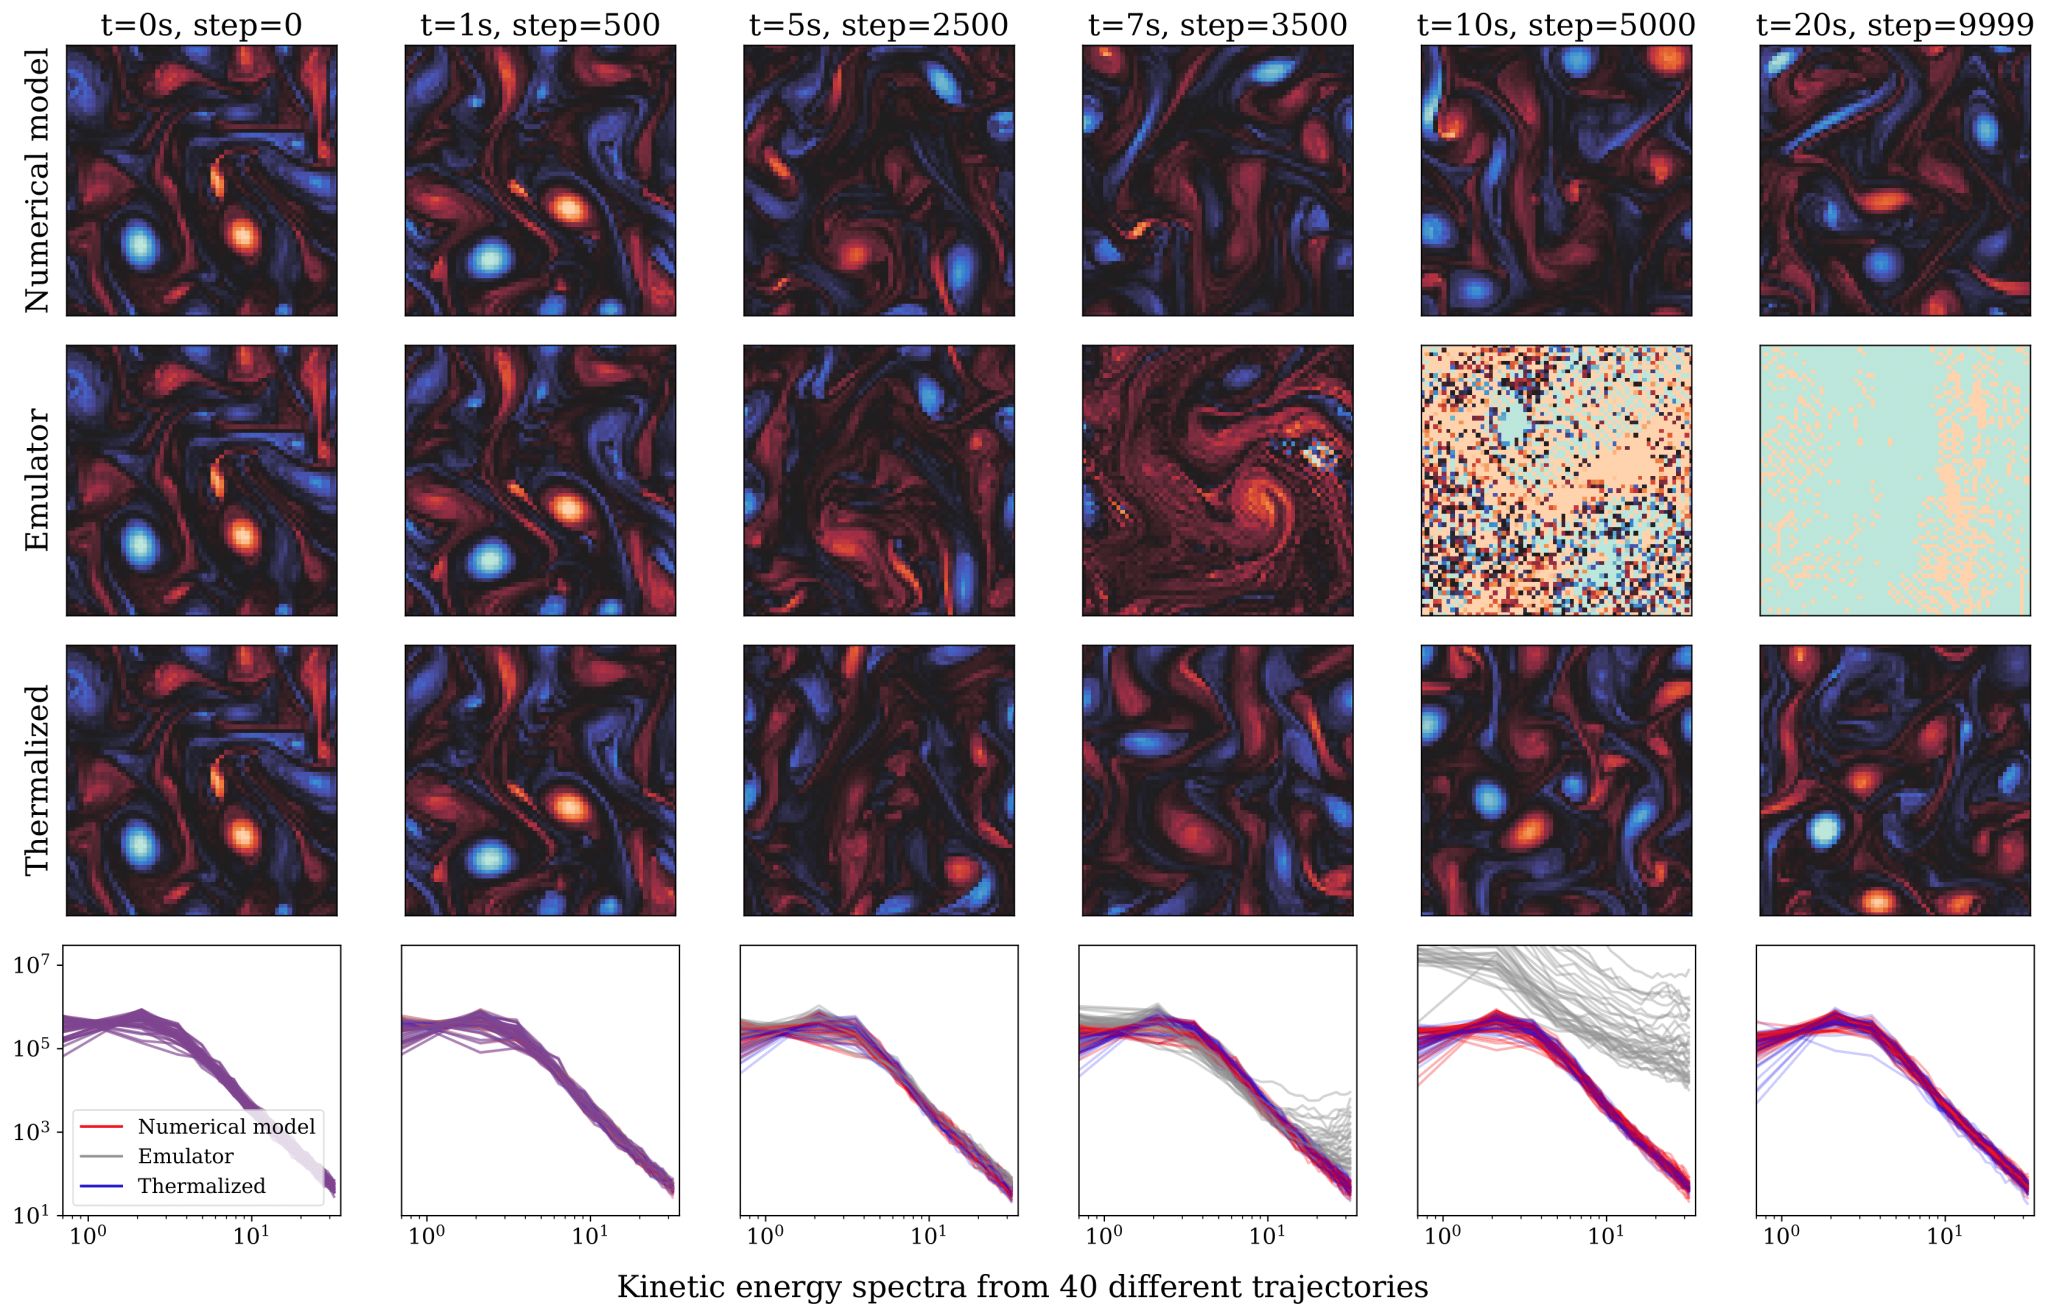 t=0s, step=0
t=1s, step=500
t=5s, step=2500
t=7s, step=3500
t=10s, step=5000
t=20s, step=9999
Numerical model
Emulator
Thermalized
10^7
10^5
10^3
10^1
Numerical model
Emulator
Thermalized
10^0 10^1
10^0 10^1
10^0 10^1
10^0 10^1
10^0 10^1
10^0 10^1
Kinetic energy spectra from 40 different trajectories